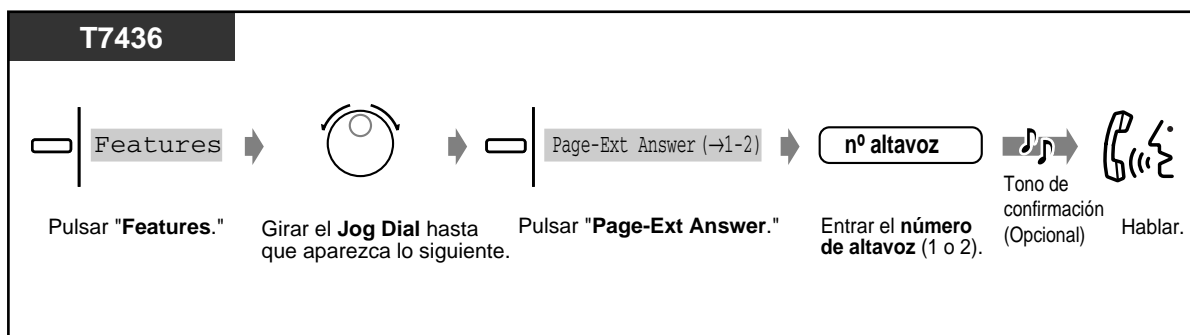 T7436
Features
Page-Ext Answer (→1-2)
nº altavoz
Pulsar "Features."
Girar el Jog Dial hasta
que aparezca lo siguiente.
Pulsar "Page-Ext Answer."
Entrar el número
de altavoz (1 o 2).
Tono de
confirmación
(Opcional)
Hablar.